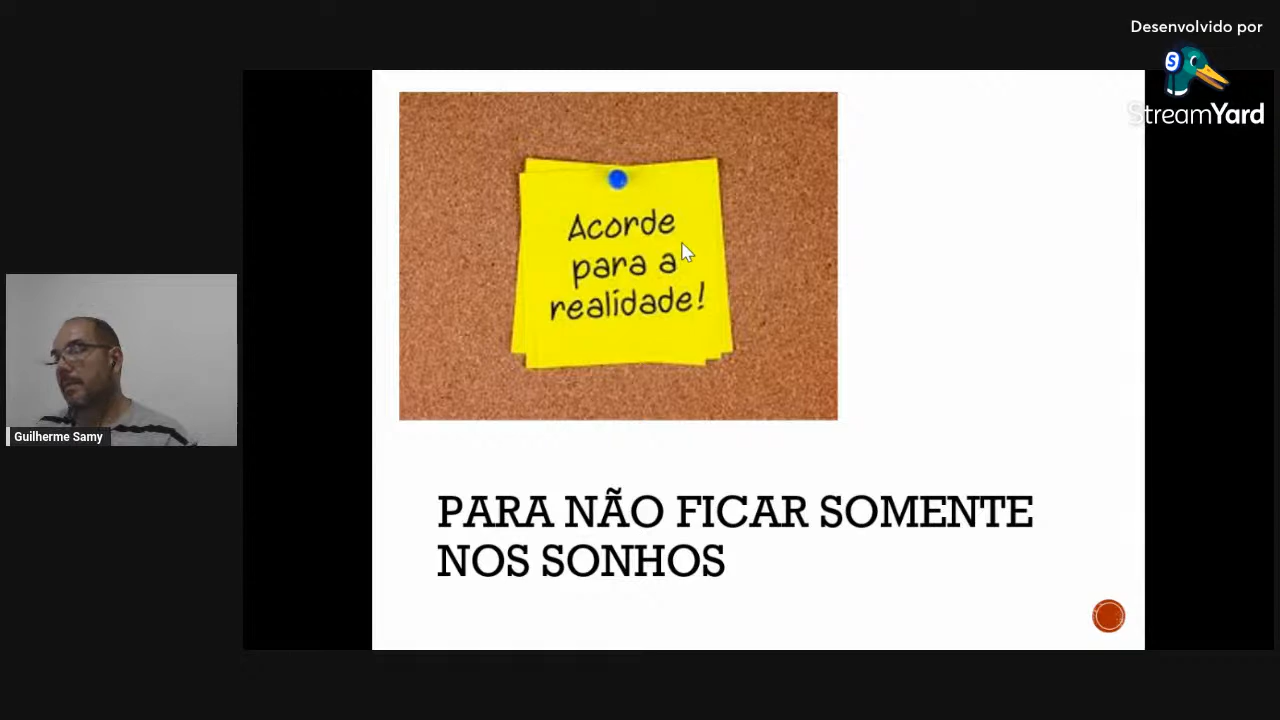 Desenvolvido por
StreamYard
Acorde
para a
realidade!
Guilherme Samy
PARA NÃO FICAR SOMENTE
NOS SONHOS